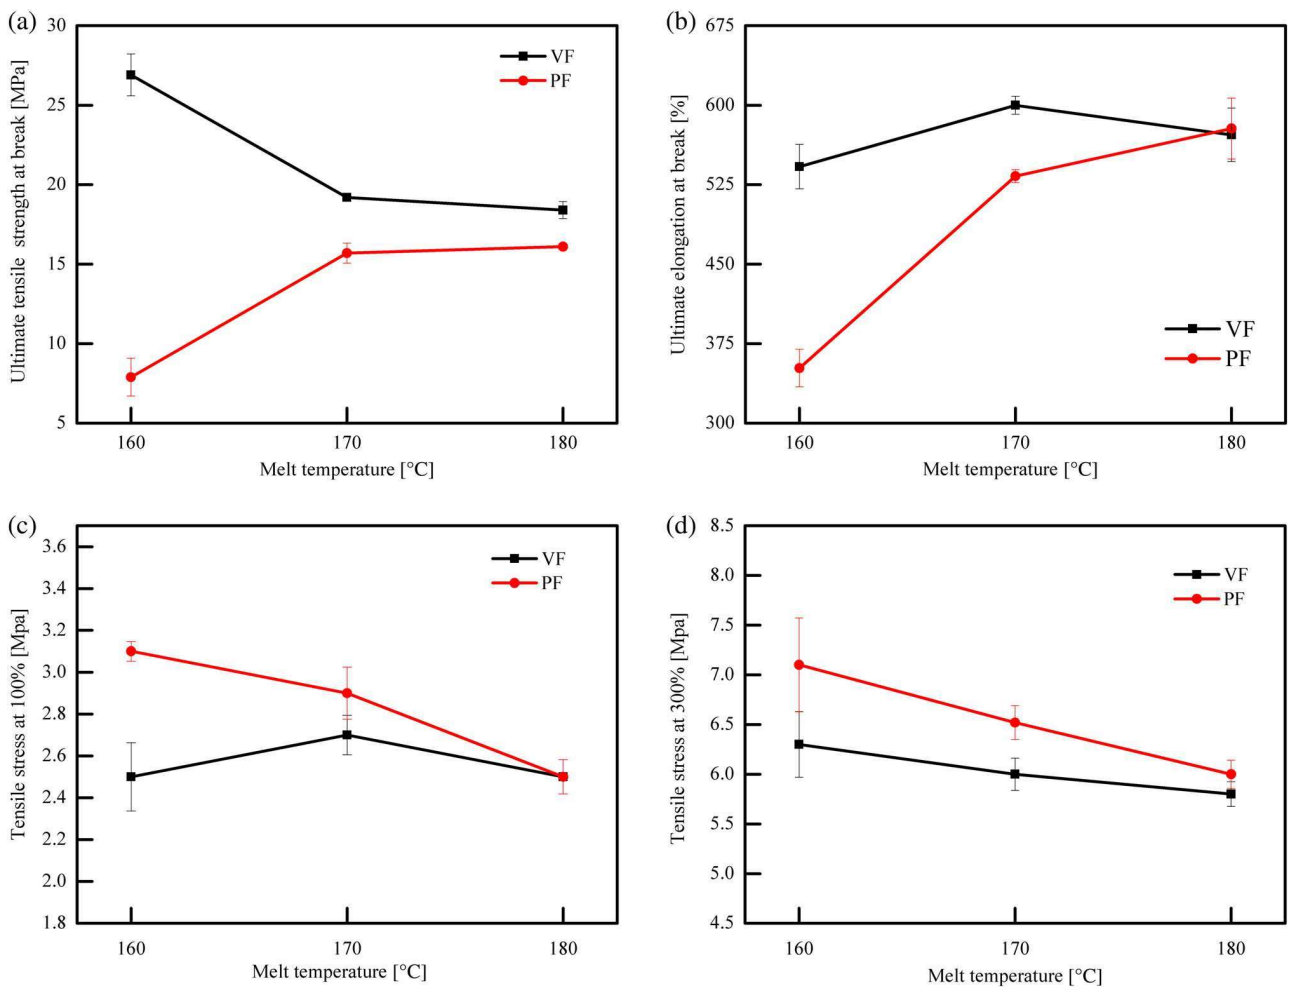 (a)
30
25
20
15
10
5
Ultimate tensile strength at break [MPa]
VF
PF
160
170
180
Melt temperature [°C]
(b)
675
600
525
450
375
300
Ultimate elongation at break [%]
VF
PF
160
170
180
Melt temperature [°C]
(c)
3.6
3.4
3.2
3.0
2.8
2.6
2.4
2.2
2.0
1.8
Tensile stress at 100% [Mpa]
VF
PF
160
170
180
Melt temperature [°C]
(d)
8.5
8.0
7.5
7.0
6.5
6.0
5.5
5.0
4.5
Tensile stress at 300% [Mpa]
VF
PF
160
170
180
Melt temperature [°C]